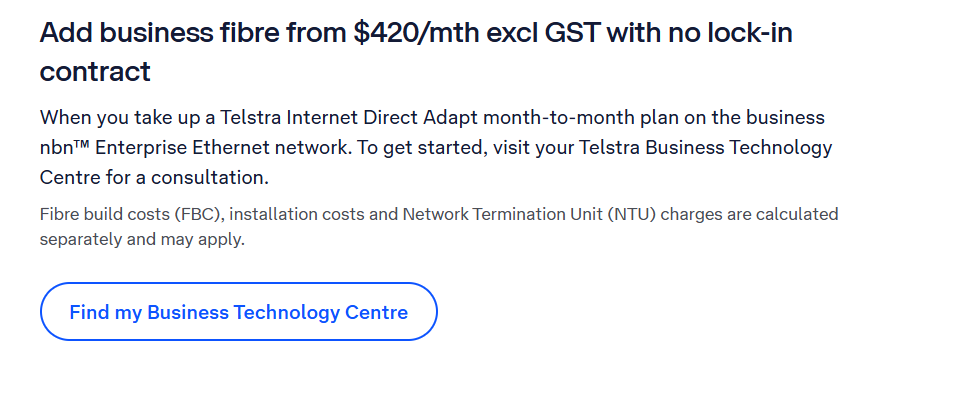 Add business fibre from $420/mth excl GST with no lock-in
contract
When you take up a Telstra Internet Direct Adapt month-to-month plan on the business
nbn™ Enterprise Ethernet network. To get started, visit your Telstra Business Technology
Centre for a consultation.
Fibre build costs (FBC), installation costs and Network Termination Unit (NTU) charges are calculated
separately and may apply.
Find my Business Technology Centre